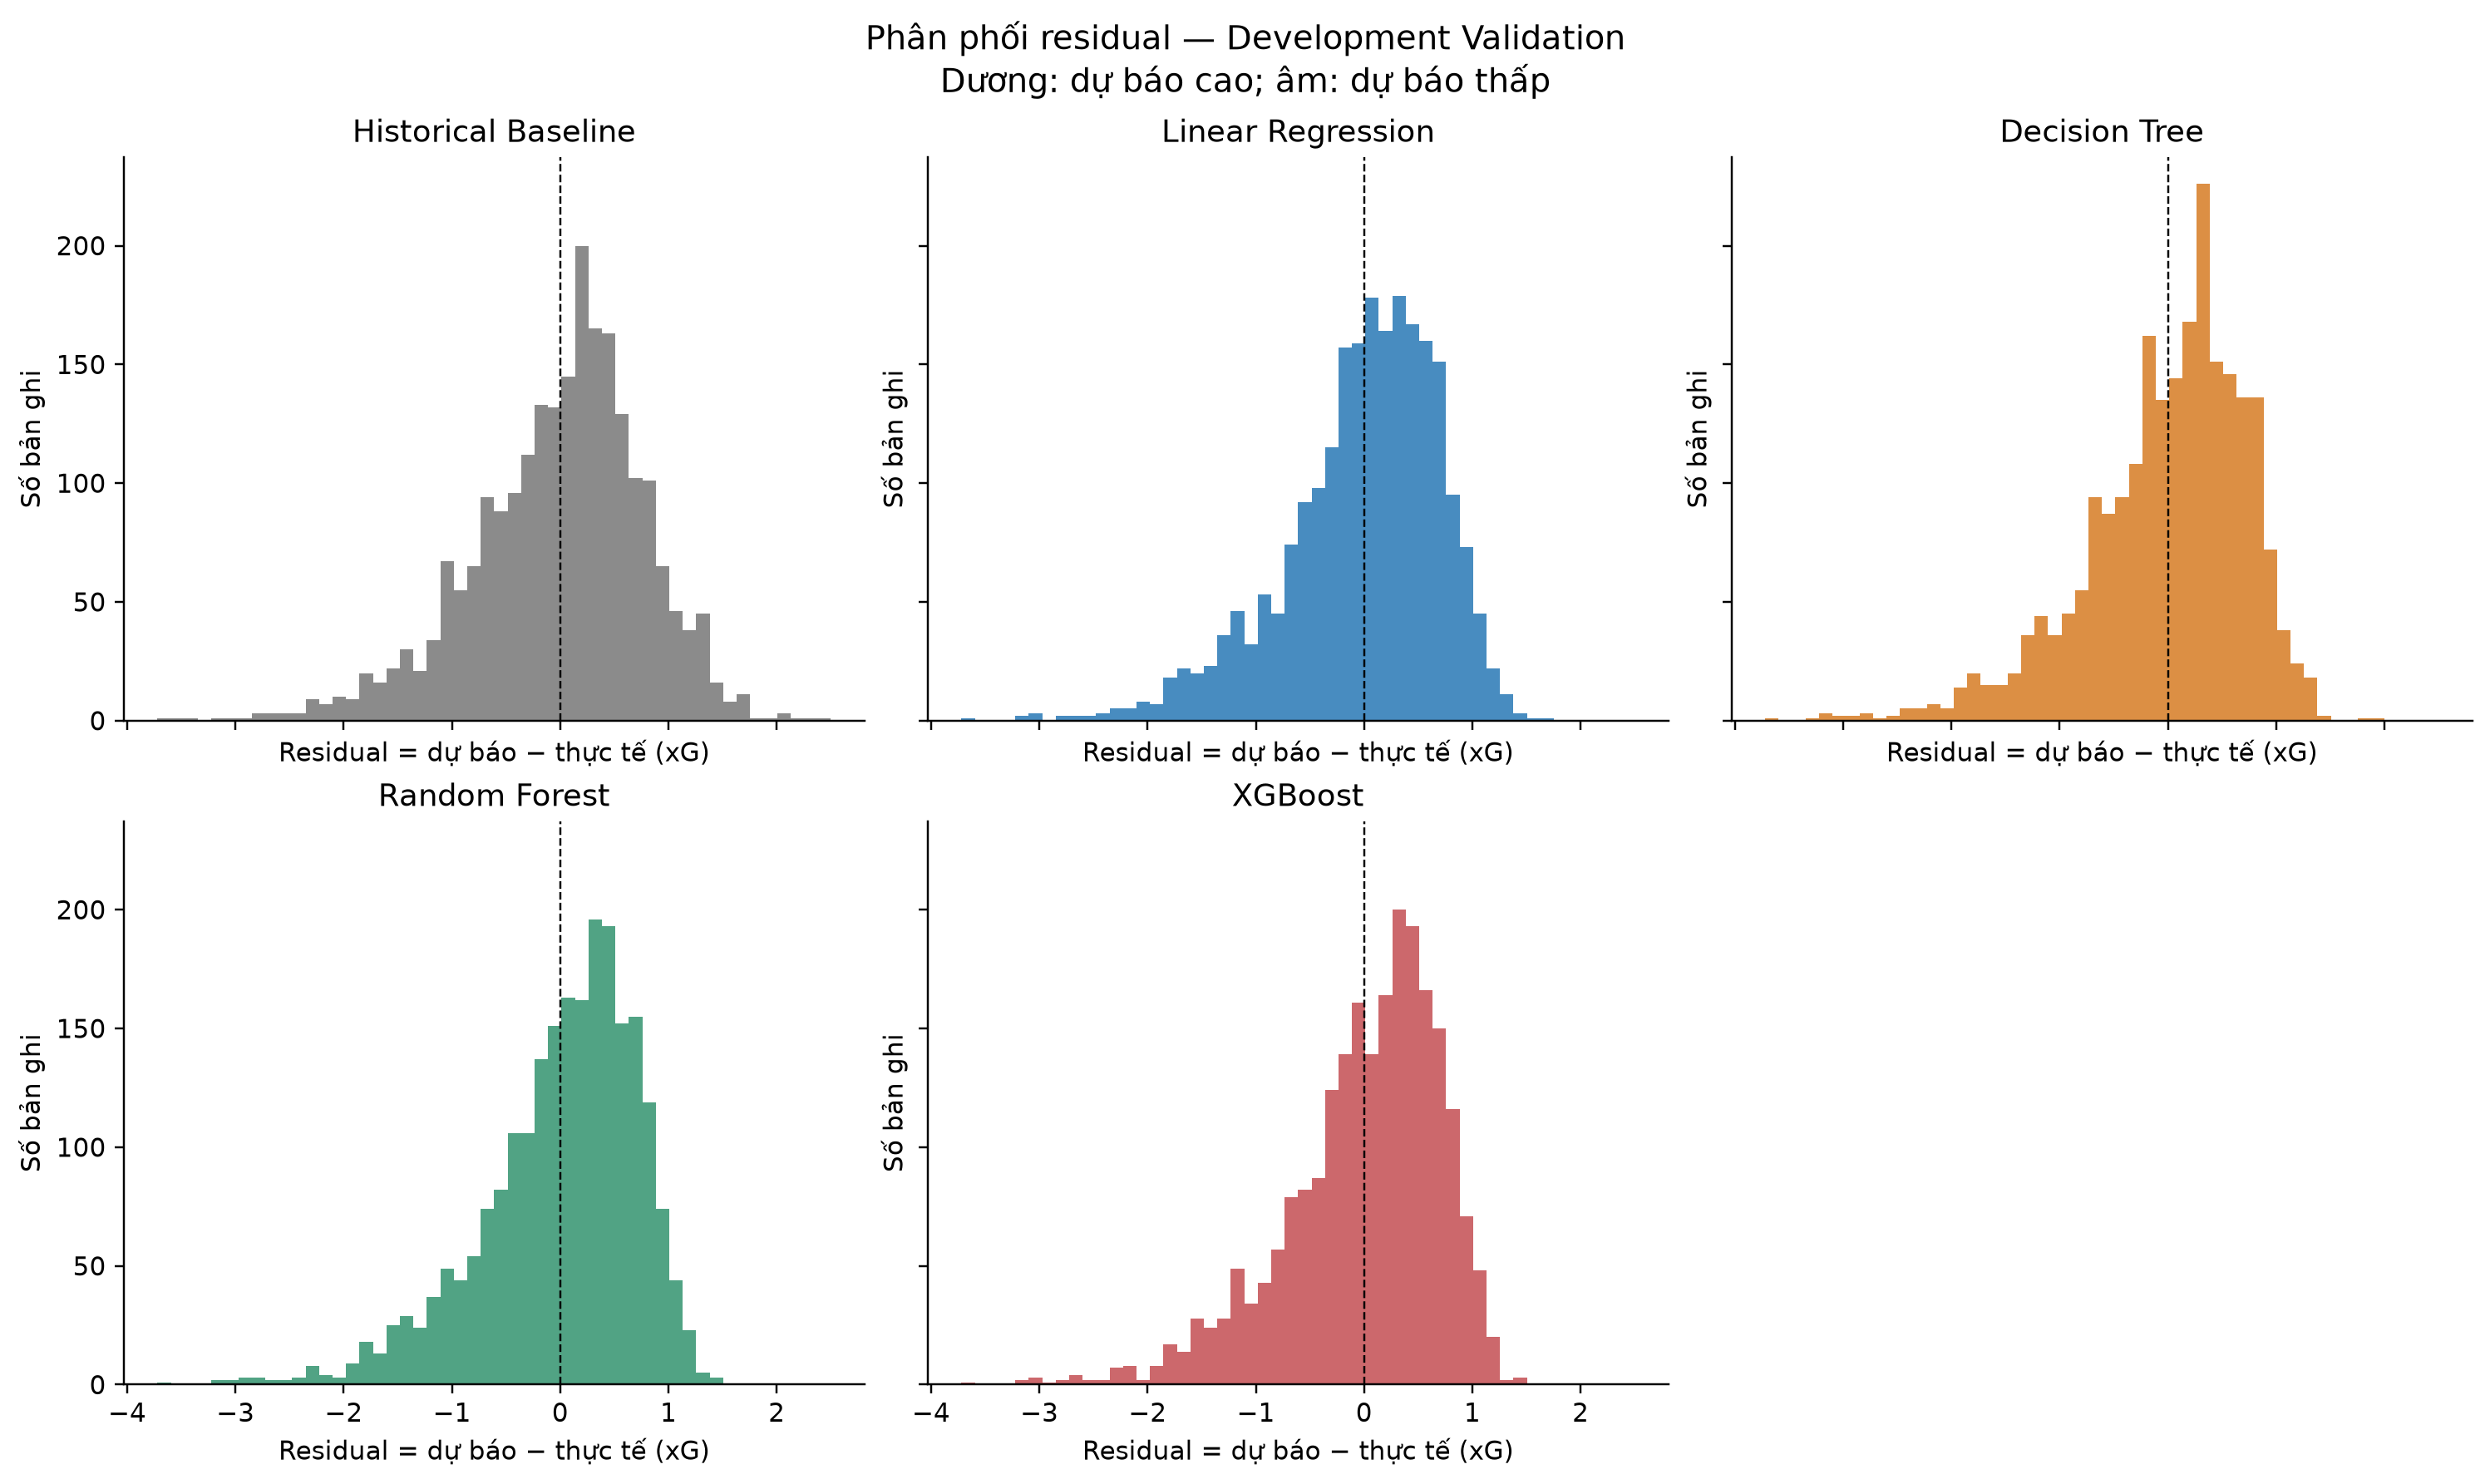 Phân phối residual — Development Validation
Dương: dự báo cao; âm: dự báo thấp
Historical Baseline
Số bản ghi
200
150
100
50
0
Residual = dự báo − thực tế (xG)
Linear Regression
Số bản ghi
Residual = dự báo − thực tế (xG)
Decision Tree
Số bản ghi
Residual = dự báo − thực tế (xG)
Random Forest
Số bản ghi
200
150
100
50
0
−4 −3 −2 −1 0 1 2
Residual = dự báo − thực tế (xG)
XGBoost
Số bản ghi
−4 −3 −2 −1 0 1 2
Residual = dự báo − thực tế (xG)